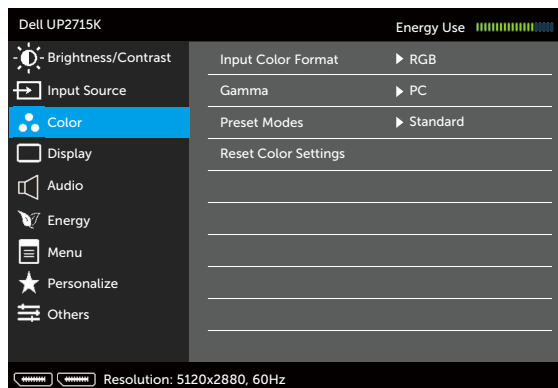 Dell UP2715K
Energy Use
Brightness/Contrast
Input Source
Color
Display
Audio
Energy
Menu
Personalize
Others
Input Color Format RGB
Gamma PC
Preset Modes Standard
Reset Color Settings
Resolution: 5120x2880, 60Hz